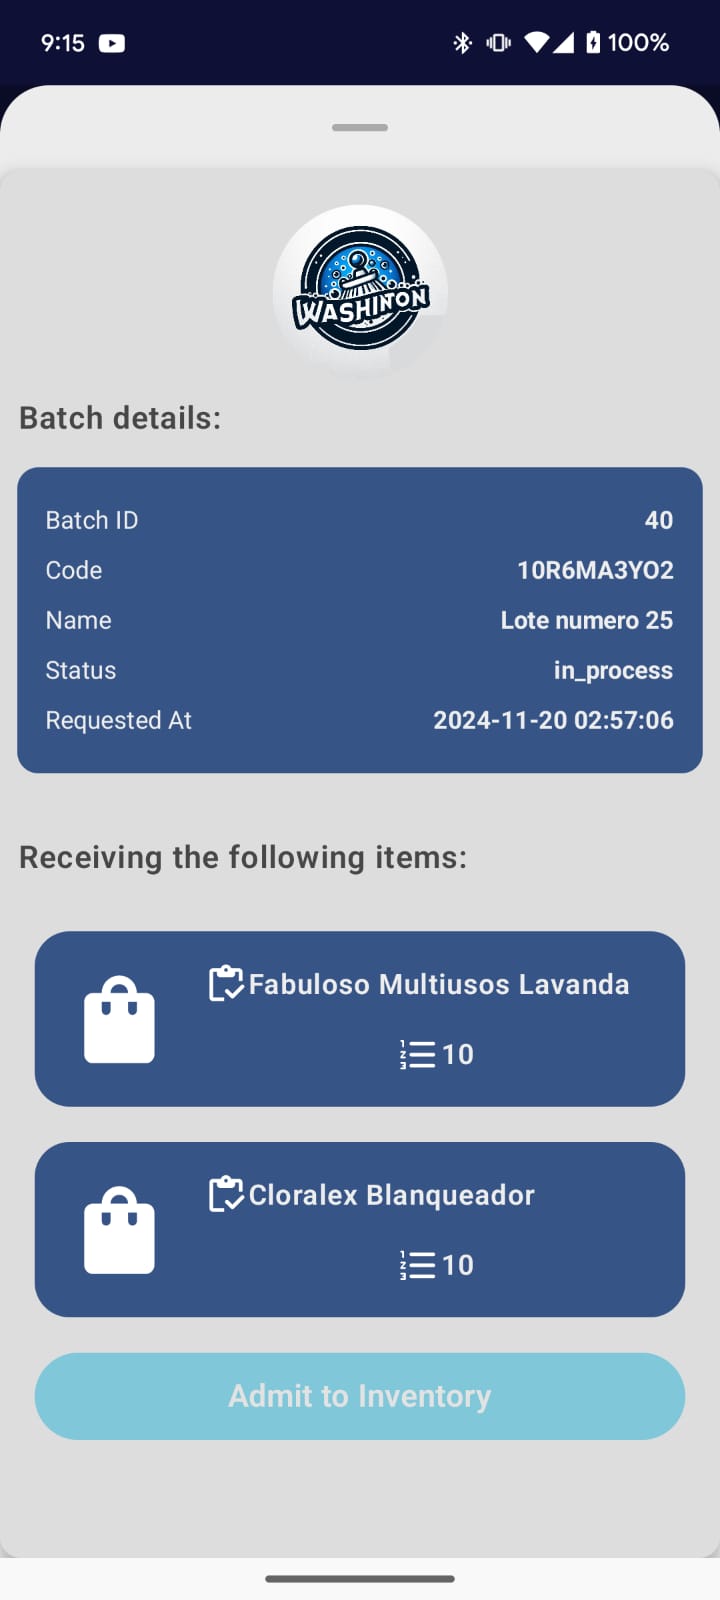 9:15
100%
WASHINTON
Batch details:
Batch ID 40
Code 10R6MA3YO2
Name Lote numero 25
Status in_process
Requested At 2024-11-20 02:57:06
Receiving the following items:
Fabuloso Multiusos Lavanda
10
Cloralex Blanqueador
10
Admit to Inventory